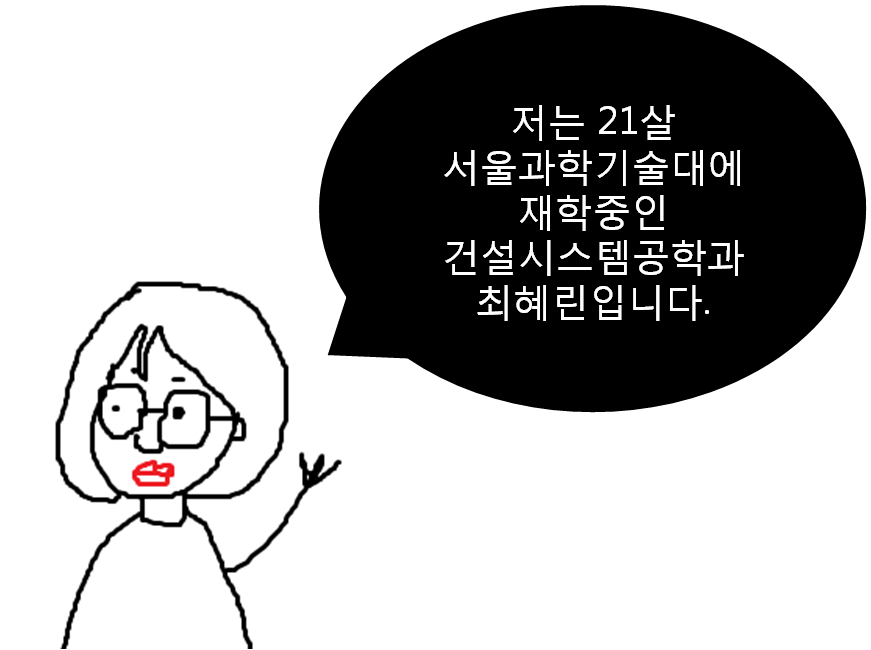 저는 21살
서울과학기술대에
재학중인
건설시스템공학과
최혜린입니다.